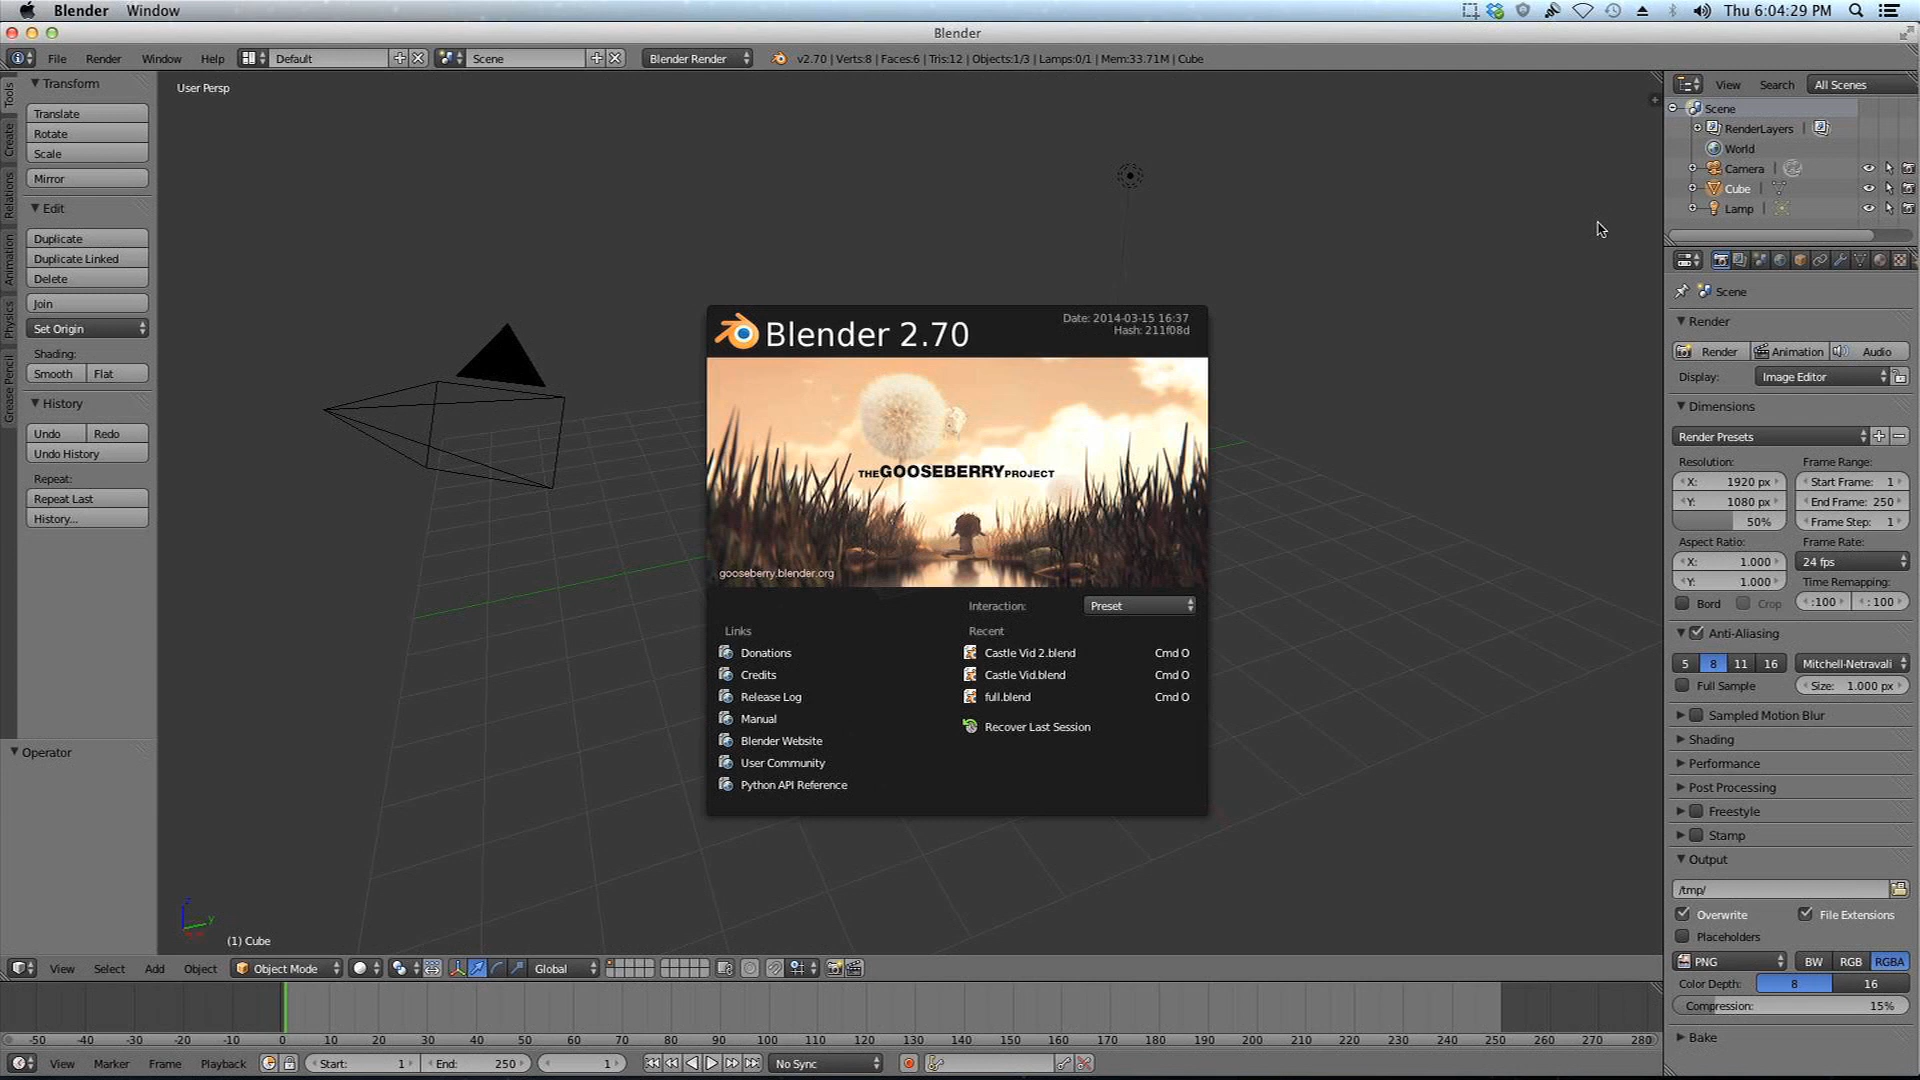 Blender Window
Thu 6:04:29 PM
Blender
File Render Window Help
Default
Scene
Blender Render
v2.70 | Verts:8 | Faces:6 | Tris:12 | Objects:1/3 | Lamps:0/1 | Mem:33.71M | Cube
Tools
Create
Relations
Animation
Physics
Grease Pencil
Transform
Translate
Rotate
Scale
Mirror
Edit
Duplicate
Duplicate Linked
Delete
Join
Set Origin
Shading:
Smooth Flat
History
Undo Redo
Undo History
Repeat:
Repeat Last
History...
Operator
User Persp
Blender 2.70
Date: 2014-03-15 16:37
Hash: 211f08d
THE GOOSEBERRY PROJECT
gooseberry.blender.org
Interaction: Preset
Links
Donations
Credits
Release Log
Manual
Blender Website
User Community
Python API Reference
Recent
Castle Vid 2.blend Cmd O
Castle Vid.blend Cmd O
full.blend Cmd O
Recover Last Session
z
y
(1) Cube
View Search All Scenes
Scene
RenderLayers
World
Camera
Cube
Lamp
Scene
Render
Render Animation Audio
Display: Image Editor
Dimensions
Render Presets
Resolution: Frame Range:
X: 1920 px Start Frame: 1
Y: 1080 px End Frame: 250
50% Frame Step: 1
Aspect Ratio: Frame Rate:
X: 1.000 24 fps
Y: 1.000 Time Remapping:
Bord Crop :100 :100
Anti-Aliasing
5 8 11 16 Mitchell-Netravali
Full Sample Size: 1.000 px
Sampled Motion Blur
Shading
Performance
Post Processing
Freestyle
Stamp
Output
/tmp/
Overwrite File Extensions
Placeholders
PNG BW RGB RGBA
Color Depth: 8 16
Compression: 15%
Bake
View Select Add Object Object Mode Global
-50 -40 -30 -20 -10 0 10 20 30 40 50 60 70 80 90 100 110 120 130 140 150 160 170 180 190 200 210 220 230 240 250 260 270 280
View Marker Frame Playback Start: 1 End: 250 1 No Sync